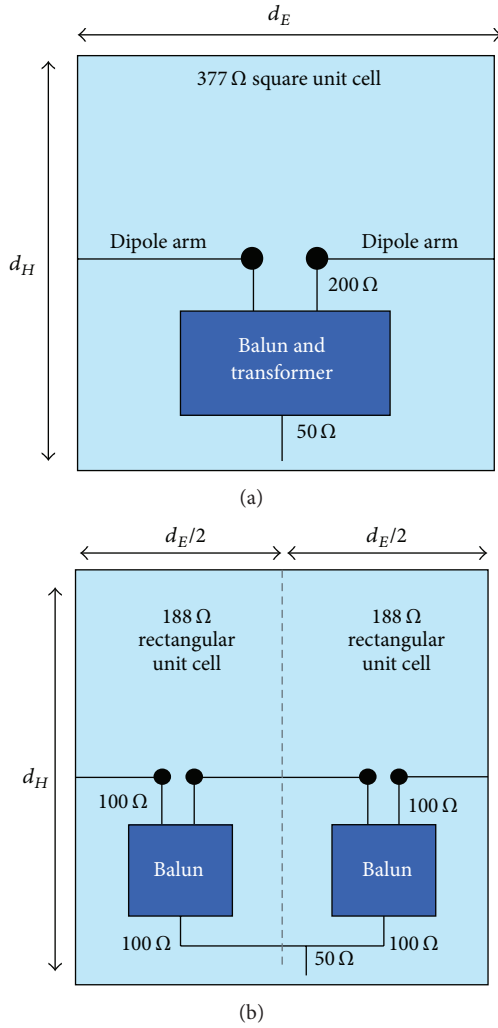 d_E
377 Ω square unit cell
d_H
Dipole arm
Dipole arm
200 Ω
Balun and
transformer
50 Ω
(a)
d_E/2
d_E/2
188 Ω
rectangular
unit cell
188 Ω
rectangular
unit cell
d_H
100 Ω
100 Ω
Balun
Balun
100 Ω
50 Ω
100 Ω
(b)